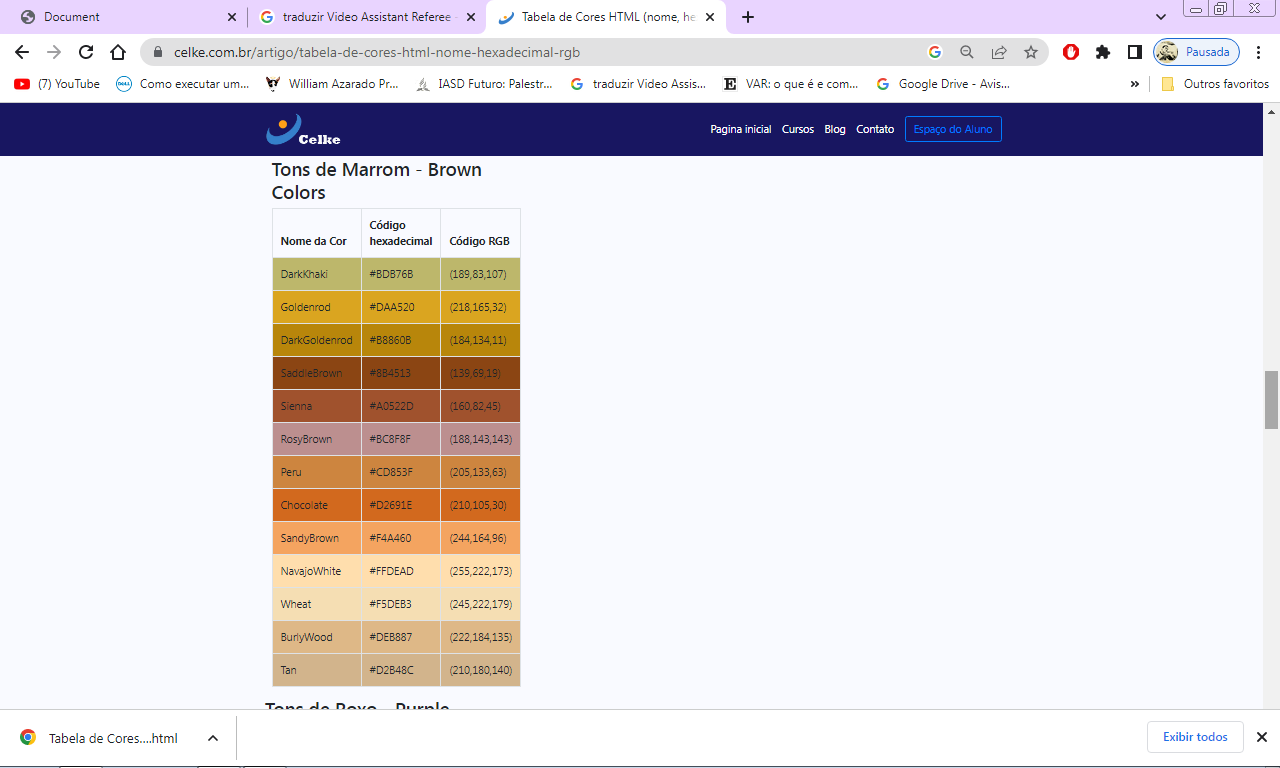 Document
traduzir Video Assistant Referee -
Tabela de Cores HTML (nome, he
celke.com.br/artigo/tabela-de-cores-html-nome-hexadecimal-rgb
Pausada
(7) YouTube
Como executar um...
William Azarado Pr...
IASD Futuro: Palestr...
traduzir Video Assis...
VAR: o que é e com...
Google Drive - Avis...
»
Outros favoritos
Celke
Pagina inicial
Cursos
Blog
Contato
Espaço do Aluno
Tons de Marrom - Brown
Colors
Nome da Cor
Código
hexadecimal
Código RGB
DarkKhaki #BDB76B (189,83,107)
Goldenrod #DAA520 (218,165,32)
DarkGoldenrod #B8860B (184,134,11)
SaddleBrown #8B4513 (139,69,19)
Sienna #A0522D (160,82,45)
RosyBrown #BC8F8F (188,143,143)
Peru #CD853F (205,133,63)
Chocolate #D2691E (210,105,30)
SandyBrown #F4A460 (244,164,96)
NavajoWhite #FFDEAD (255,222,173)
Wheat #F5DEB3 (245,222,179)
BurlyWood #DEB887 (222,184,135)
Tan #D2B48C (210,180,140)
Tons de Roxo - Purple
Tabela de Cores....html
Exibir todos